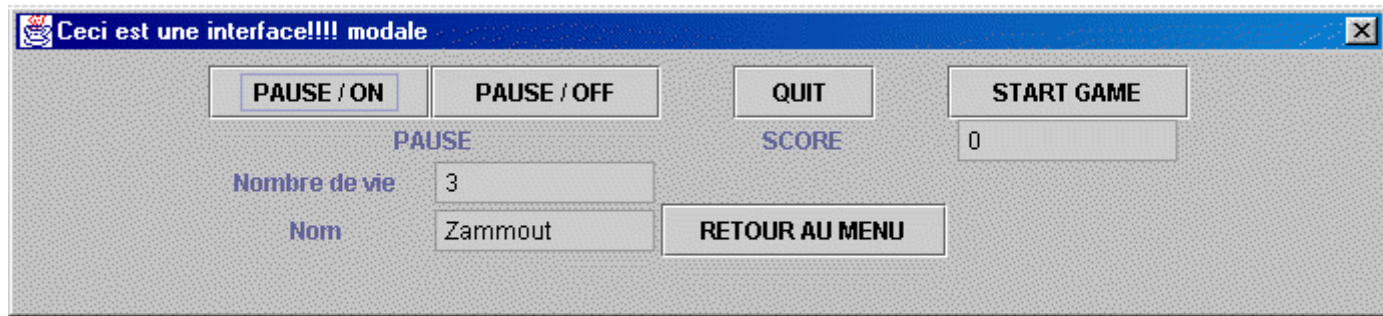 Ceci est une interface!!!! modale
PAUSE / ON PAUSE / OFF QUIT START GAME
PAUSE SCORE 0
Nombre de vie 3
Nom Zammout RETOUR AU MENU